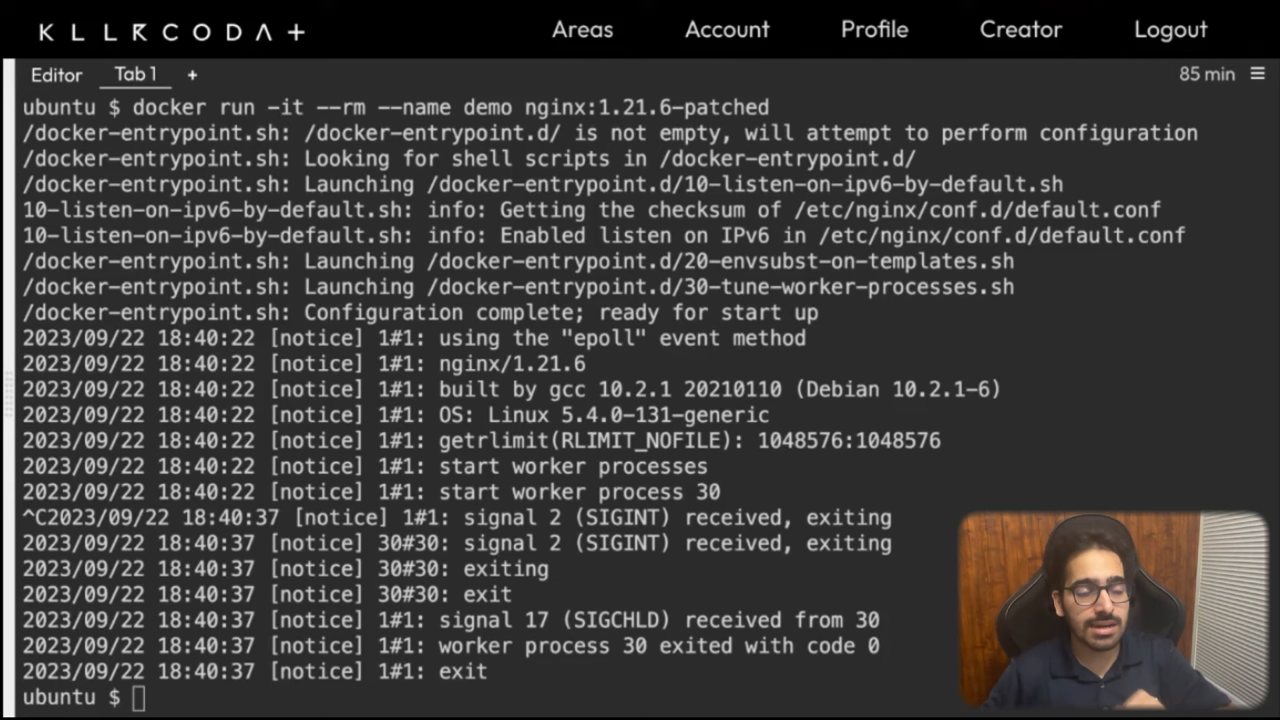 KLLRCODA+
Areas Account Profile Creator Logout
Editor Tab 1 + 85 min
ubuntu $ docker run -it --rm --name demo nginx:1.21.6-patched
/docker-entrypoint.sh: /docker-entrypoint.d/ is not empty, will attempt to perform configuration
/docker-entrypoint.sh: Looking for shell scripts in /docker-entrypoint.d/
/docker-entrypoint.sh: Launching /docker-entrypoint.d/10-listen-on-ipv6-by-default.sh
10-listen-on-ipv6-by-default.sh: info: Getting the checksum of /etc/nginx/conf.d/default.conf
10-listen-on-ipv6-by-default.sh: info: Enabled listen on IPv6 in /etc/nginx/conf.d/default.conf
/docker-entrypoint.sh: Launching /docker-entrypoint.d/20-envsubst-on-templates.sh
/docker-entrypoint.sh: Launching /docker-entrypoint.d/30-tune-worker-processes.sh
/docker-entrypoint.sh: Configuration complete; ready for start up
2023/09/22 18:40:22 [notice] 1#1: using the "epoll" event method
2023/09/22 18:40:22 [notice] 1#1: nginx/1.21.6
2023/09/22 18:40:22 [notice] 1#1: built by gcc 10.2.1 20210110 (Debian 10.2.1-6)
2023/09/22 18:40:22 [notice] 1#1: OS: Linux 5.4.0-131-generic
2023/09/22 18:40:22 [notice] 1#1: getrlimit(RLIMIT_NOFILE): 1048576:1048576
2023/09/22 18:40:22 [notice] 1#1: start worker processes
2023/09/22 18:40:22 [notice] 1#1: start worker process 30
^C2023/09/22 18:40:37 [notice] 1#1: signal 2 (SIGINT) received, exiting
2023/09/22 18:40:37 [notice] 30#30: signal 2 (SIGINT) received, exiting
2023/09/22 18:40:37 [notice] 30#30: exiting
2023/09/22 18:40:37 [notice] 30#30: exit
2023/09/22 18:40:37 [notice] 1#1: signal 17 (SIGCHLD) received from 30
2023/09/22 18:40:37 [notice] 1#1: worker process 30 exited with code 0
2023/09/22 18:40:37 [notice] 1#1: exit
ubuntu $